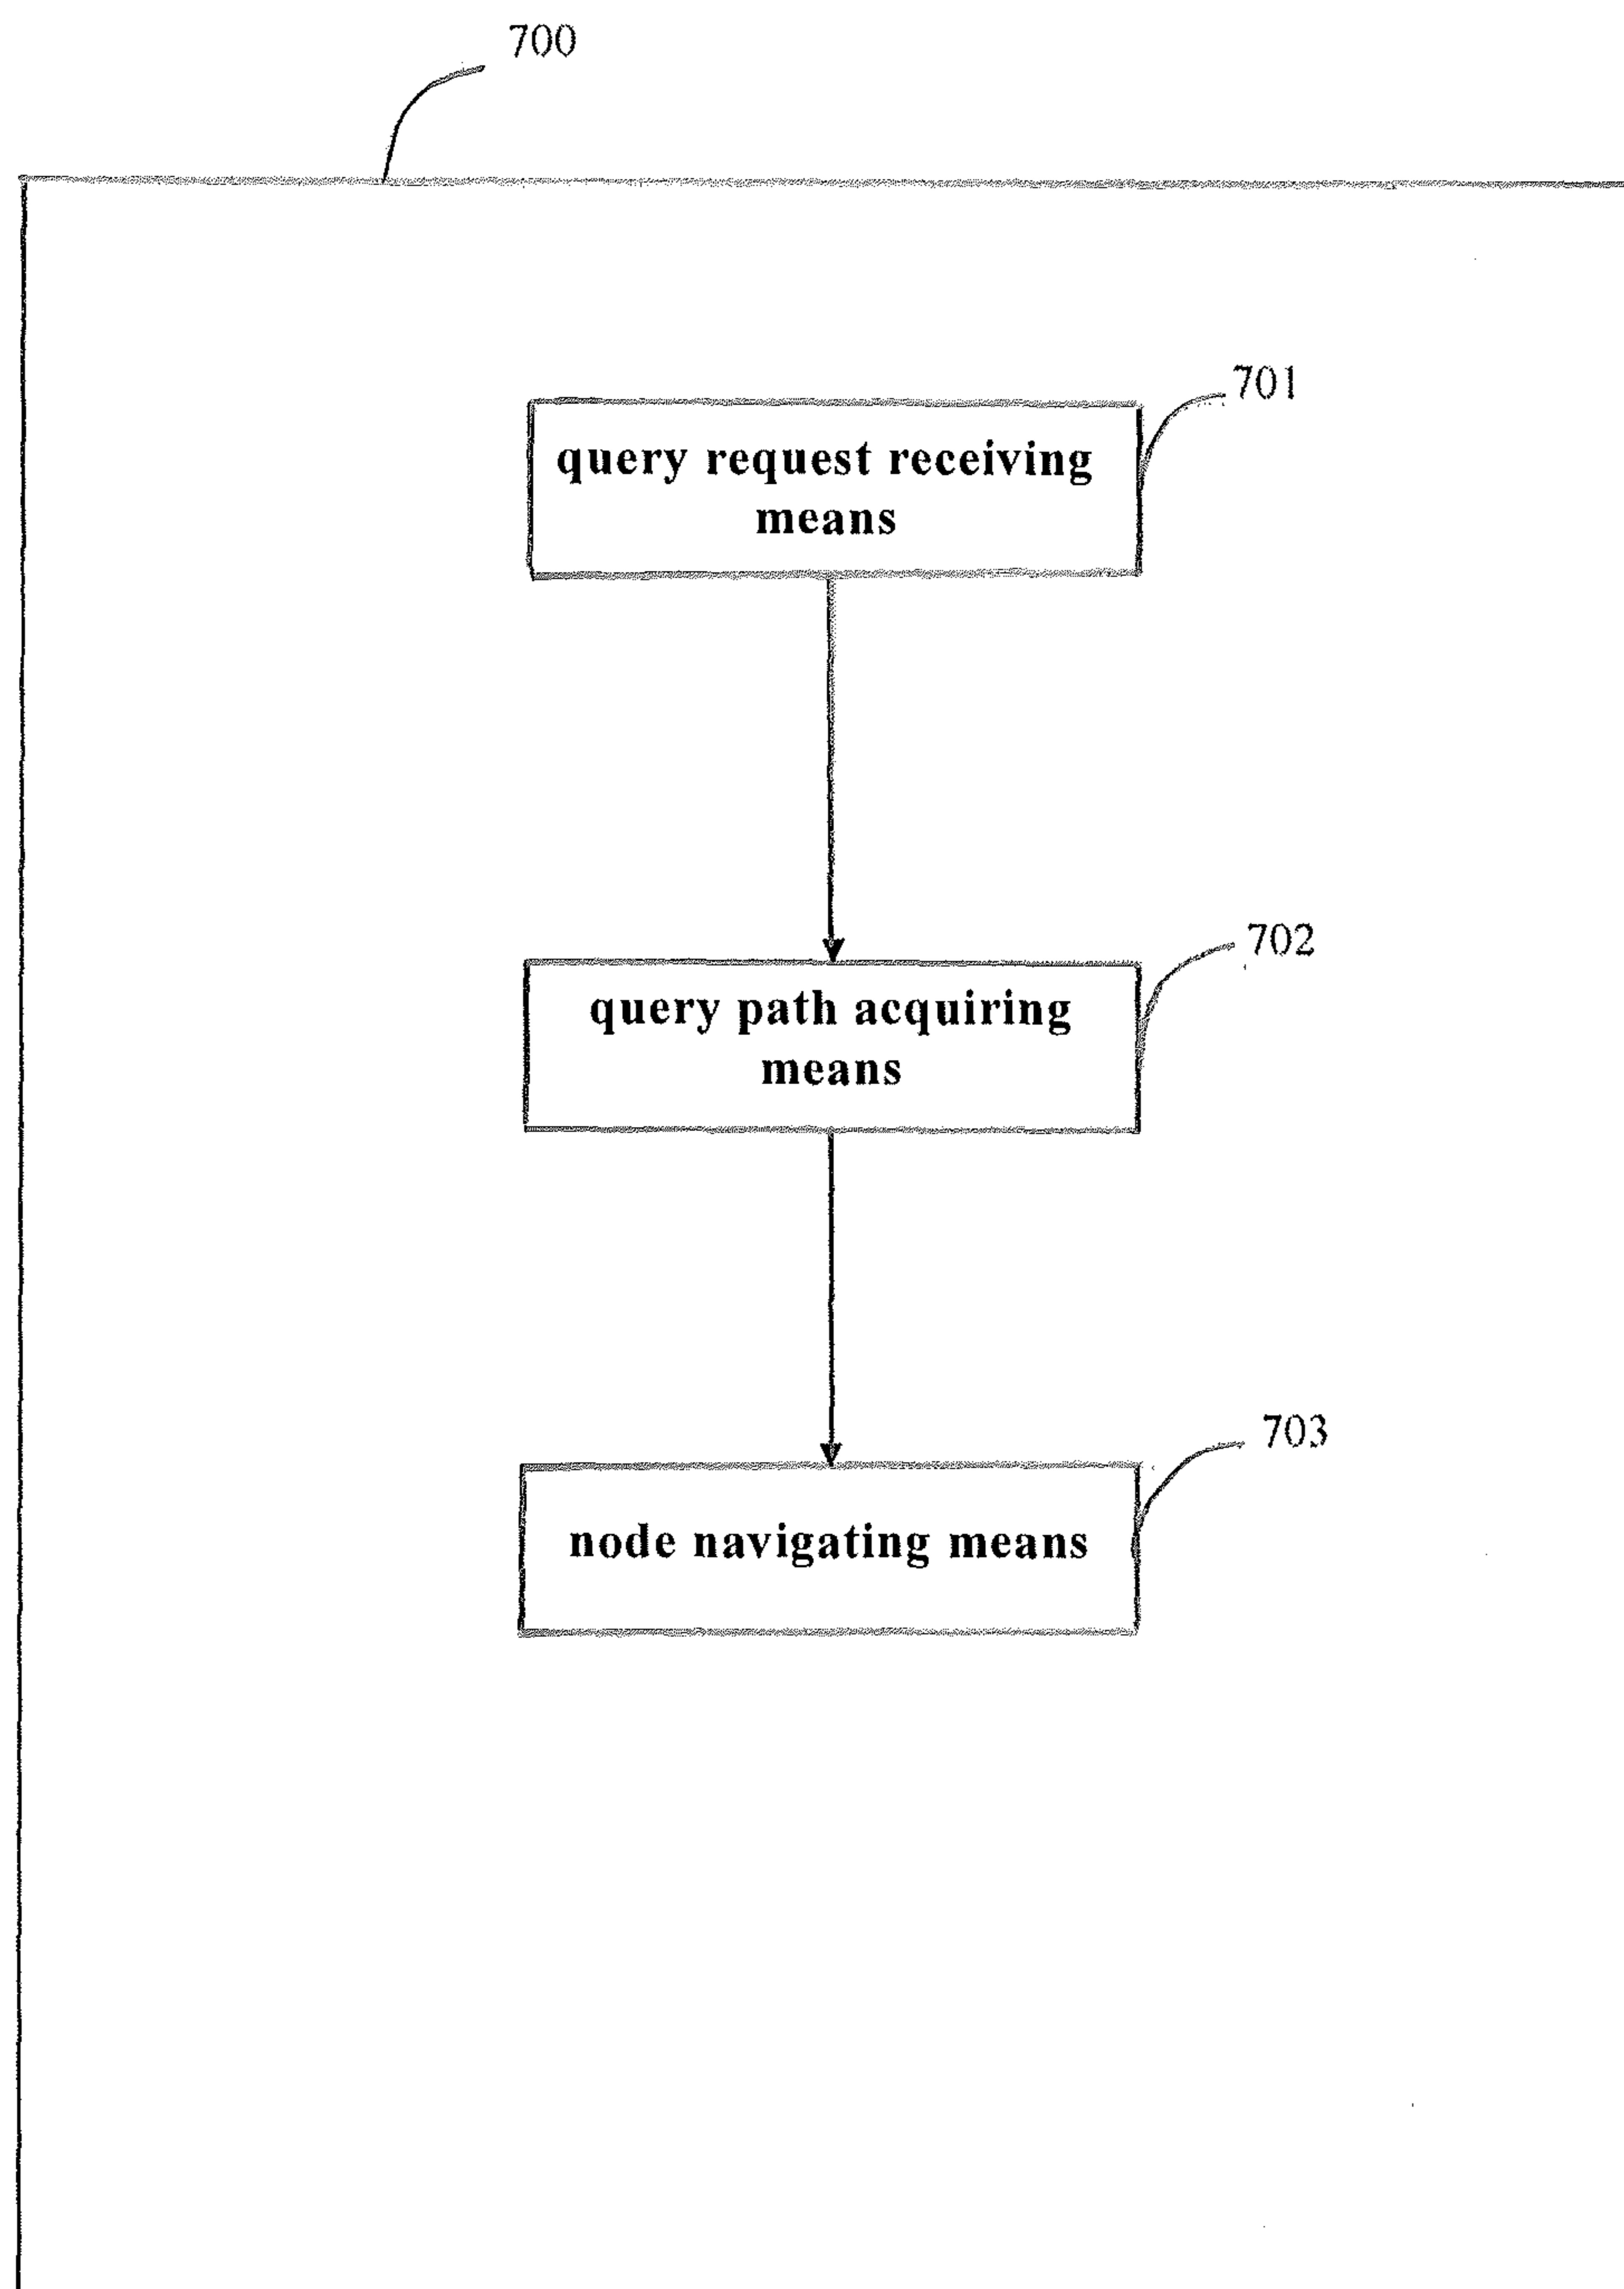 700
701
query request receiving
means
702
query path acquiring
means
703
node navigating means